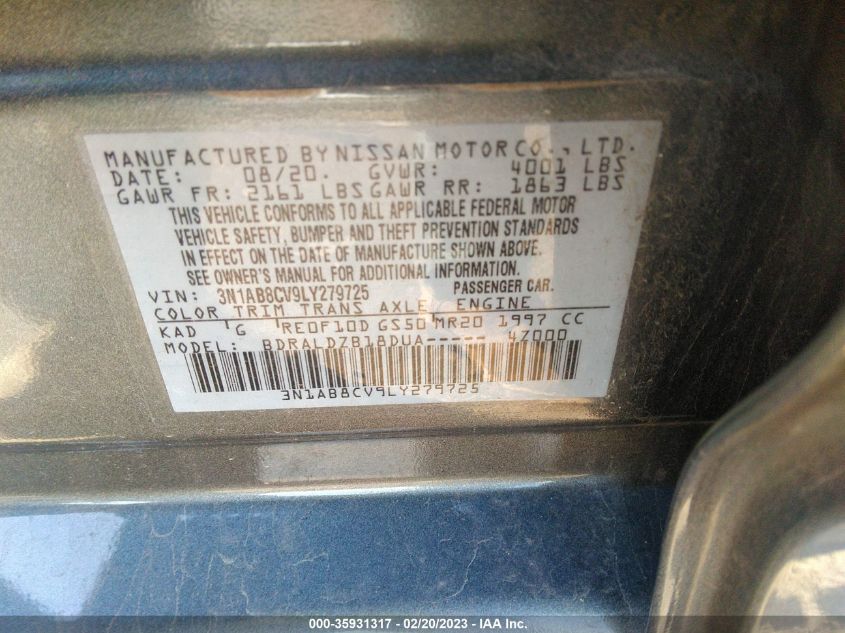 MANUFACTURED BY NISSAN MOTOR CO., LTD.
DATE: 08/20. GVWR: 4001 LBS
GAWR FR: 2161 LBS GAWR RR: 1863 LBS
THIS VEHICLE CONFORMS TO ALL APPLICABLE FEDERAL MOTOR
VEHICLE SAFETY, BUMPER AND THEFT PREVENTION STANDARDS
IN EFFECT ON THE DATE OF MANUFACTURE SHOWN ABOVE.
SEE OWNER'S MANUAL FOR ADDITIONAL INFORMATION.
VIN: 3N1AB8CV9LY279725 PASSENGER CAR.
COLOR TRIM TRANS AXLE ENGINE
KAD 'G 'RE0F10D GS50 MR20 1997 CC
MODEL: BDRALDZB18DUA----- 47000
3N1AB8CV9LY279725
000-35931317 - 02/20/2023 - IAA Inc.